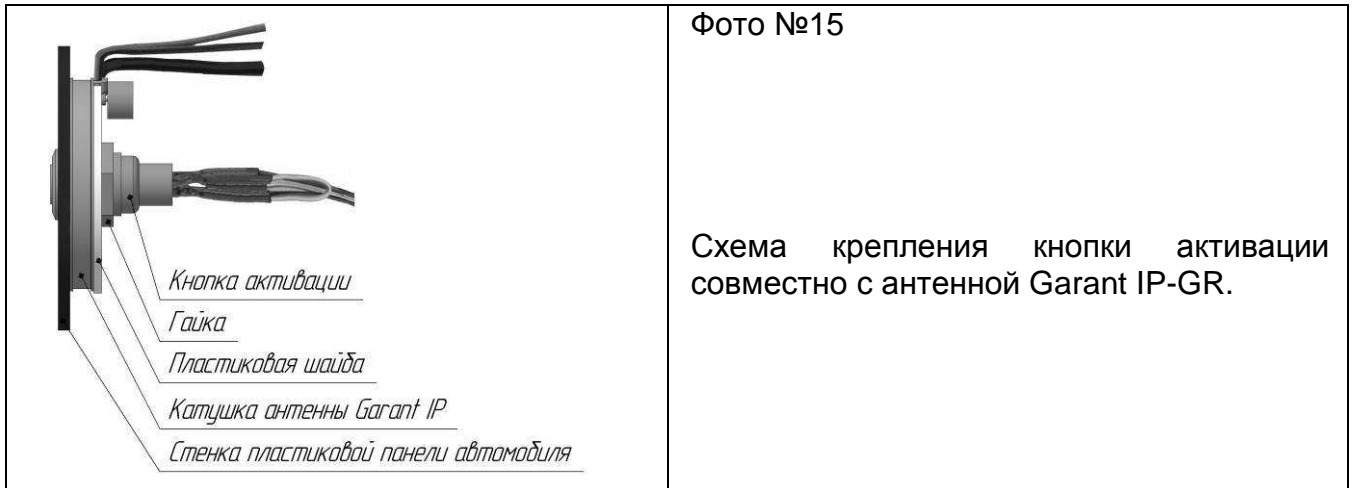 Кнопка активации
Гайка
Пластиковая шайба
Катушка антенны Garant IP
Стенка пластиковой панели автомобиля
Фото №15
Схема крепления кнопки активации
совместно с антенной Garant IP-GR.